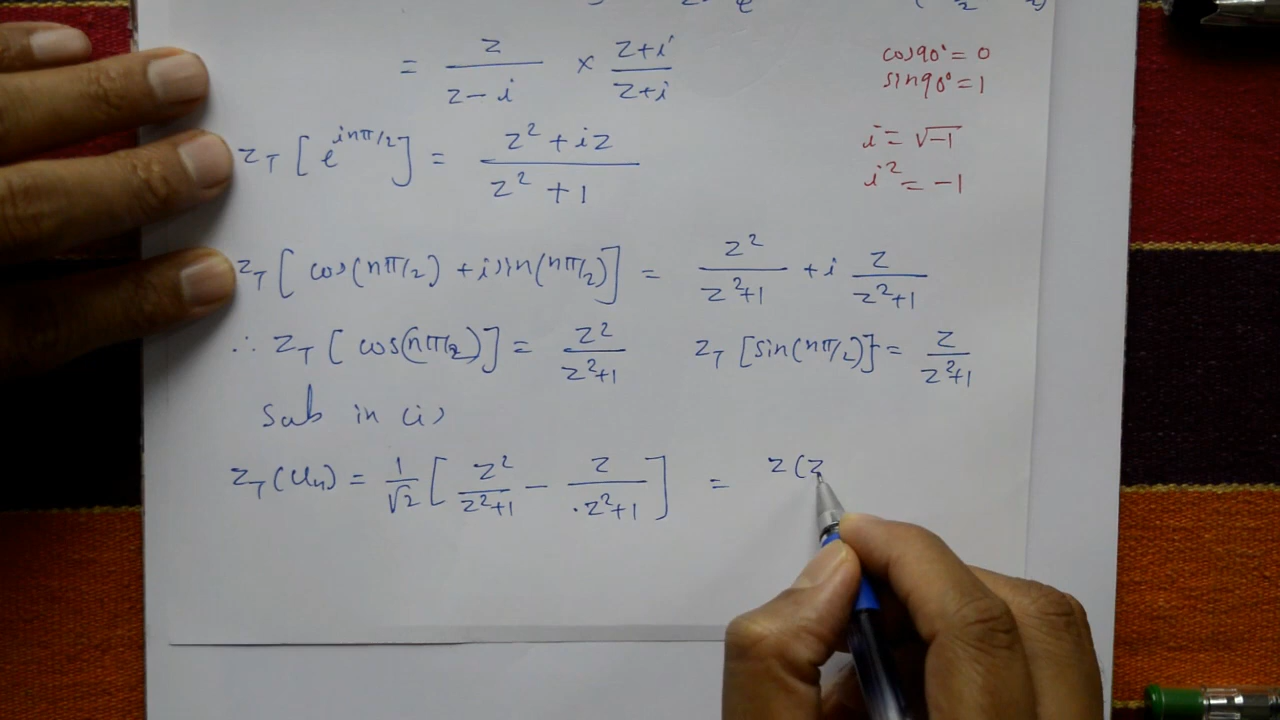 = z/(z-i) × (z+i)/(z+i)
cos90° = 0
sin90° = 1
Z_T [e^{inπ/2}] = (z² + iz)/(z² + 1)
i = √-1
i² = -1
Z_T [cos(nπ/2) + i sin(nπ/2)] = z²/(z²+1) + i z/(z²+1)
∴ Z_T [cos(nπ/2)] = z²/(z²+1)   Z_T [sin(nπ/2)] = z/(z²+1)
Sub in (i)
Z_T (Un) = 1/√2 [z²/(z²+1) - z/(z²+1)] = z(z